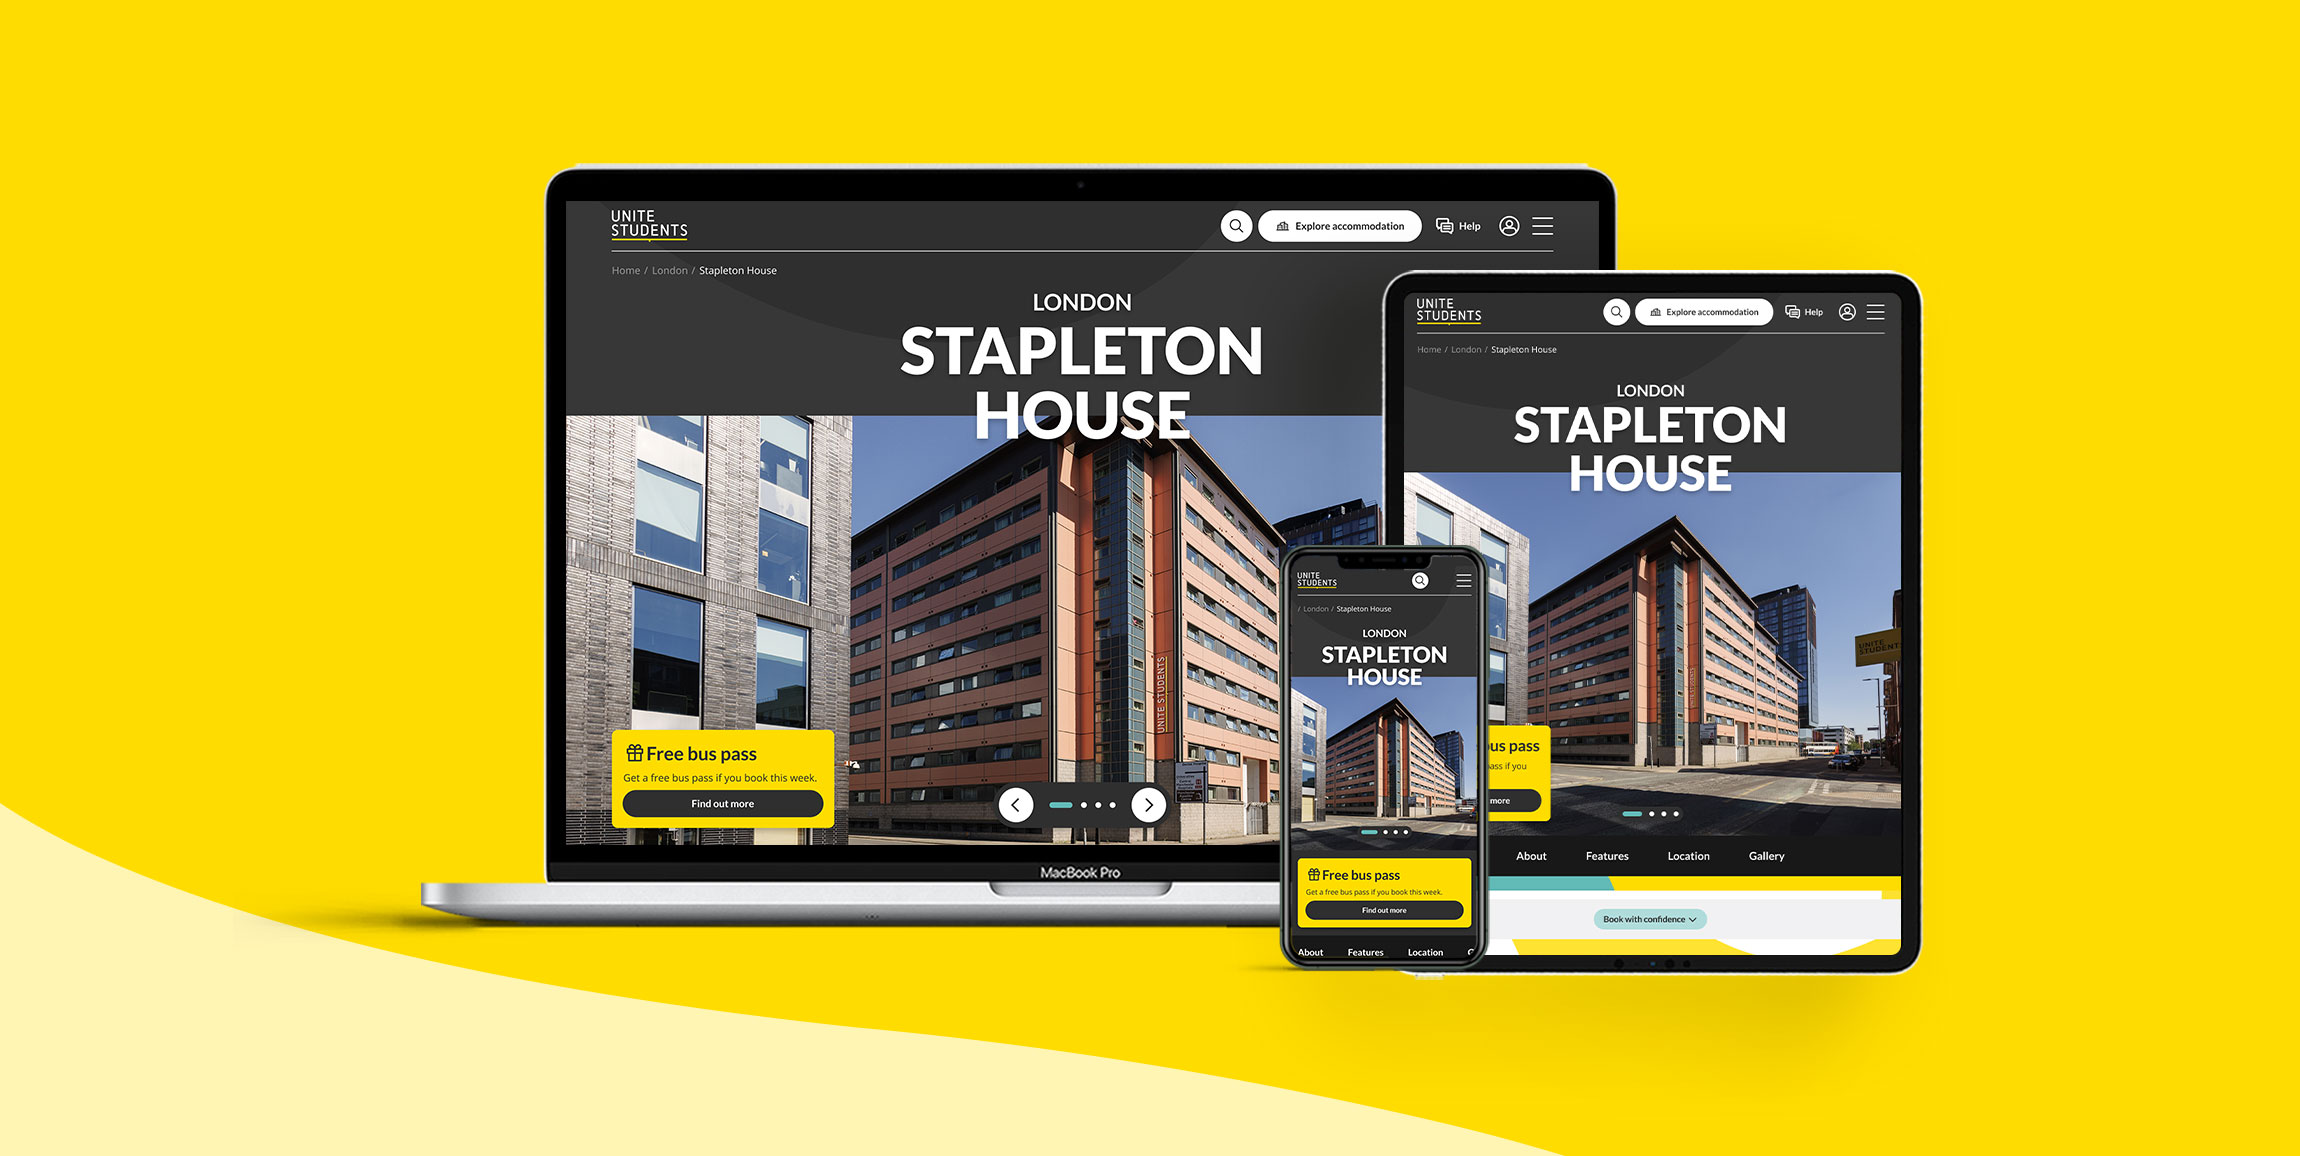 UNITE
STUDENTS
Explore accommodation
Help
Home / London / Stapleton House
LONDON
STAPLETON
HOUSE
UNITE STUDENTS
Free bus pass
Get a free bus pass if you book this week.
Find out more
MacBook Pro
UNITE
STUDENTS
/ London / Stapleton House
LONDON
STAPLETON
HOUSE
Free bus pass
Get a free bus pass if you book this week.
Find out more
About Features Location
UNITE
STUDENTS
Explore accommodation
Help
Home / London / Stapleton House
LONDON
STAPLETON
HOUSE
UNITE
STUDENT
UNITE STUDENTS
us pass
ass if you
more
About Features Location Gallery
Book with confidence